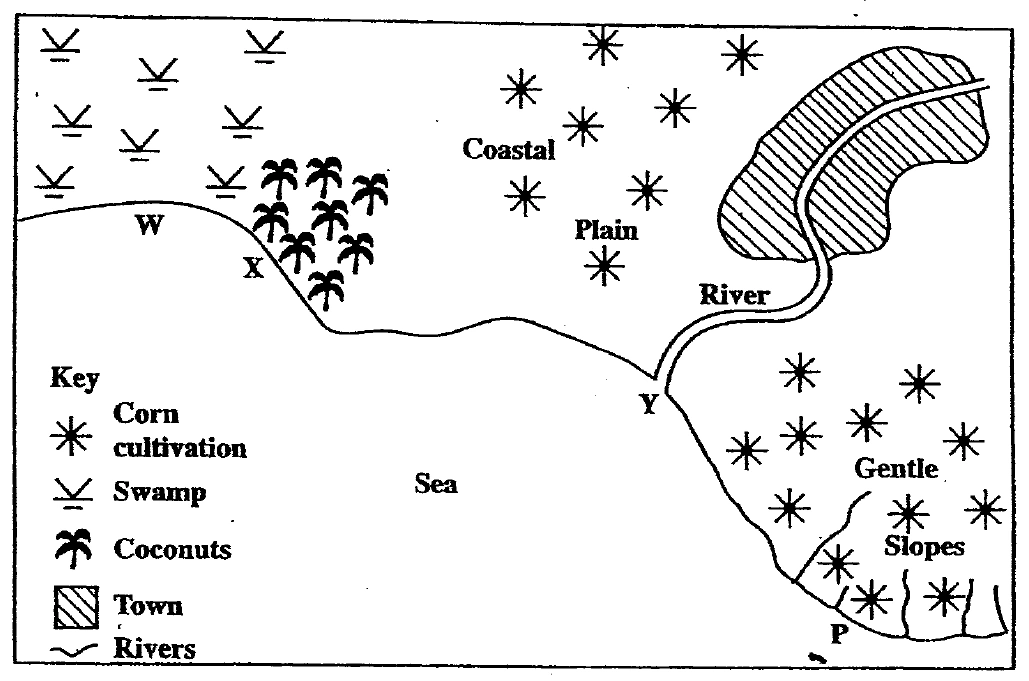 Coastal
Plain
W
X
River
Y
Key
Corn
cultivation
Swamp
Coconuts
Town
Rivers
Sea
Gentle
Slopes
P